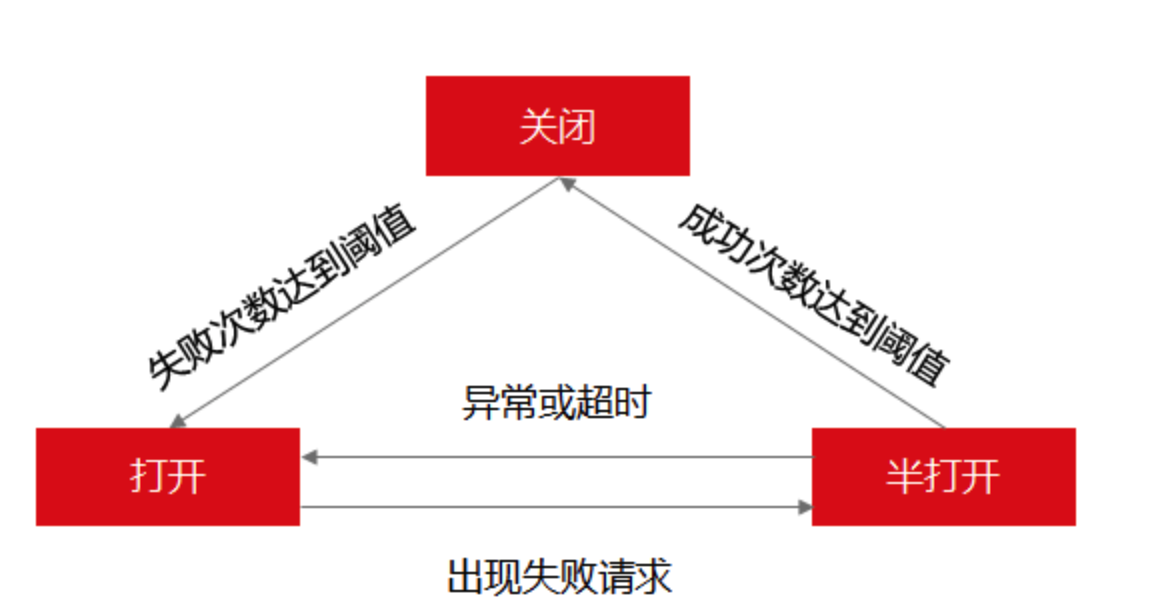 关闭
失败次数达到阈值
成功次数达到阈值
异常或超时
打开
半打开
出现失败请求